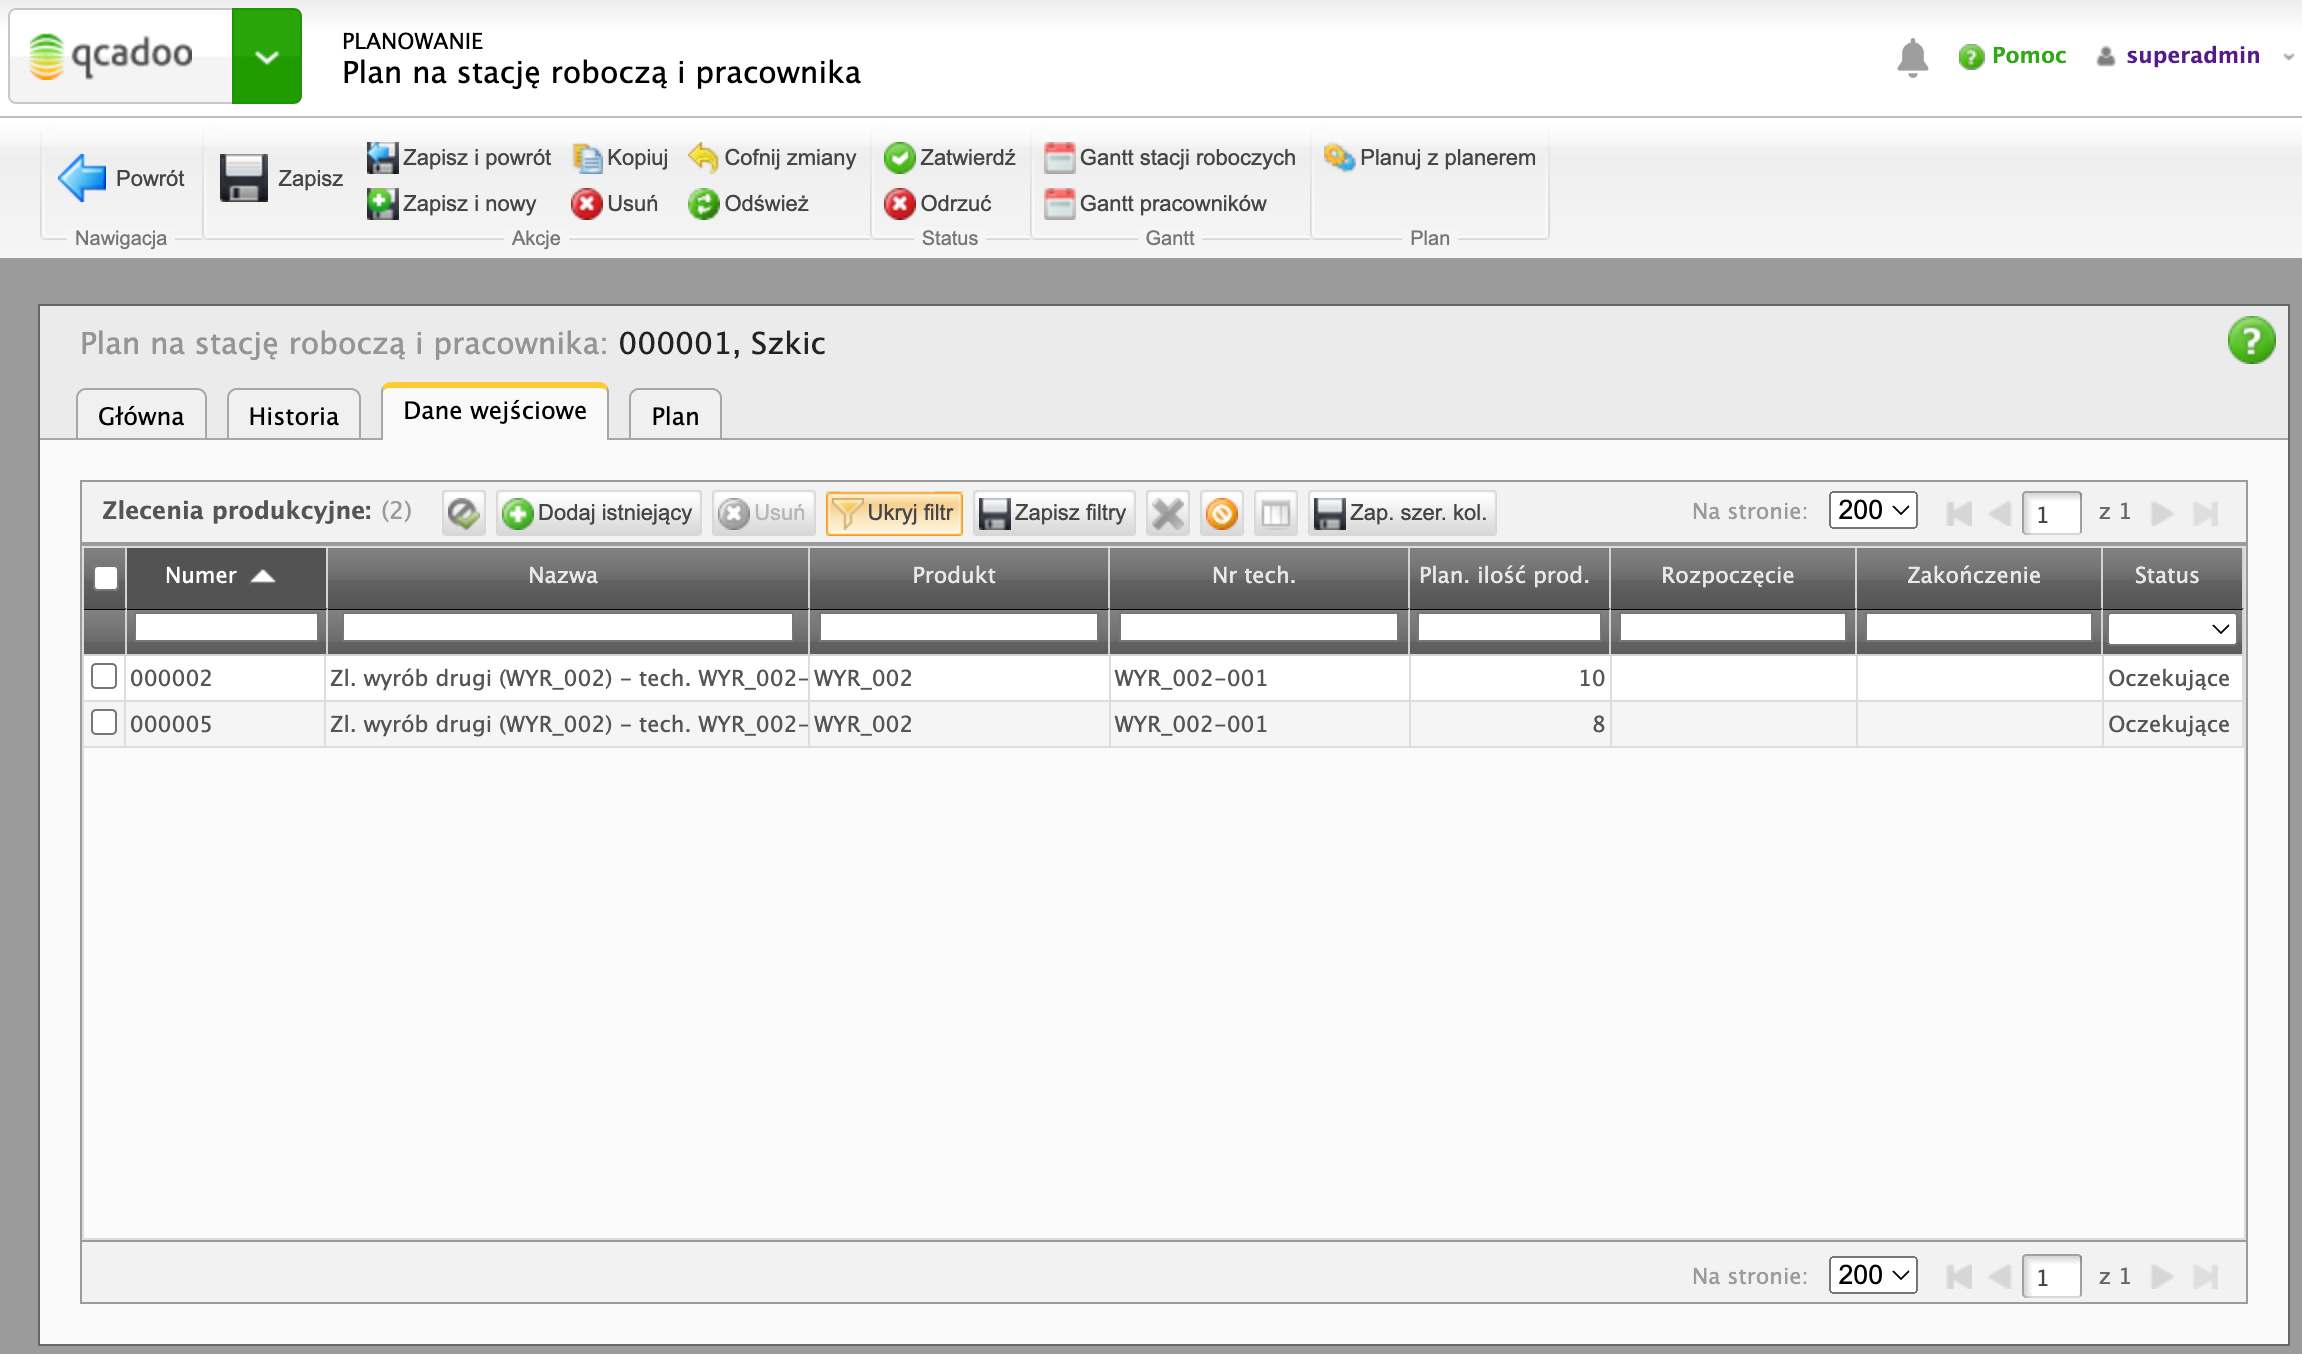 qcadoo
PLANOWANIE
Plan na stację roboczą i pracownika
Pomoc
superadmin
Powrót
Nawigacja
Zapisz
Zapisz i powrót
Kopiuj
Cofnij zmiany
Zapisz i nowy
Usuń
Odśwież
Akcje
Zatwierdź
Odrzuć
Status
Gantt stacji roboczych
Gantt pracowników
Gantt
Planuj z planerem
Plan
Plan na stację roboczą i pracownika: 000001, Szkic
?
Główna
Historia
Dane wejściowe
Plan
Zlecenia produkcyjne: (2)
Dodaj istniejący
Usuń
Ukryj filtr
Zapisz filtry
Zap. szer. kol.
Na stronie: 200 1 z 1
Numer Nazwa Produkt Nr tech. Plan. ilość prod. Rozpoczęcie Zakończenie Status
000002 Zl. wyrób drugi (WYR_002) - tech. WYR_002- WYR_002 WYR_002-001 10 Oczekujące
000005 Zl. wyrób drugi (WYR_002) - tech. WYR_002- WYR_002 WYR_002-001 8 Oczekujące
Na stronie: 200 1 z 1